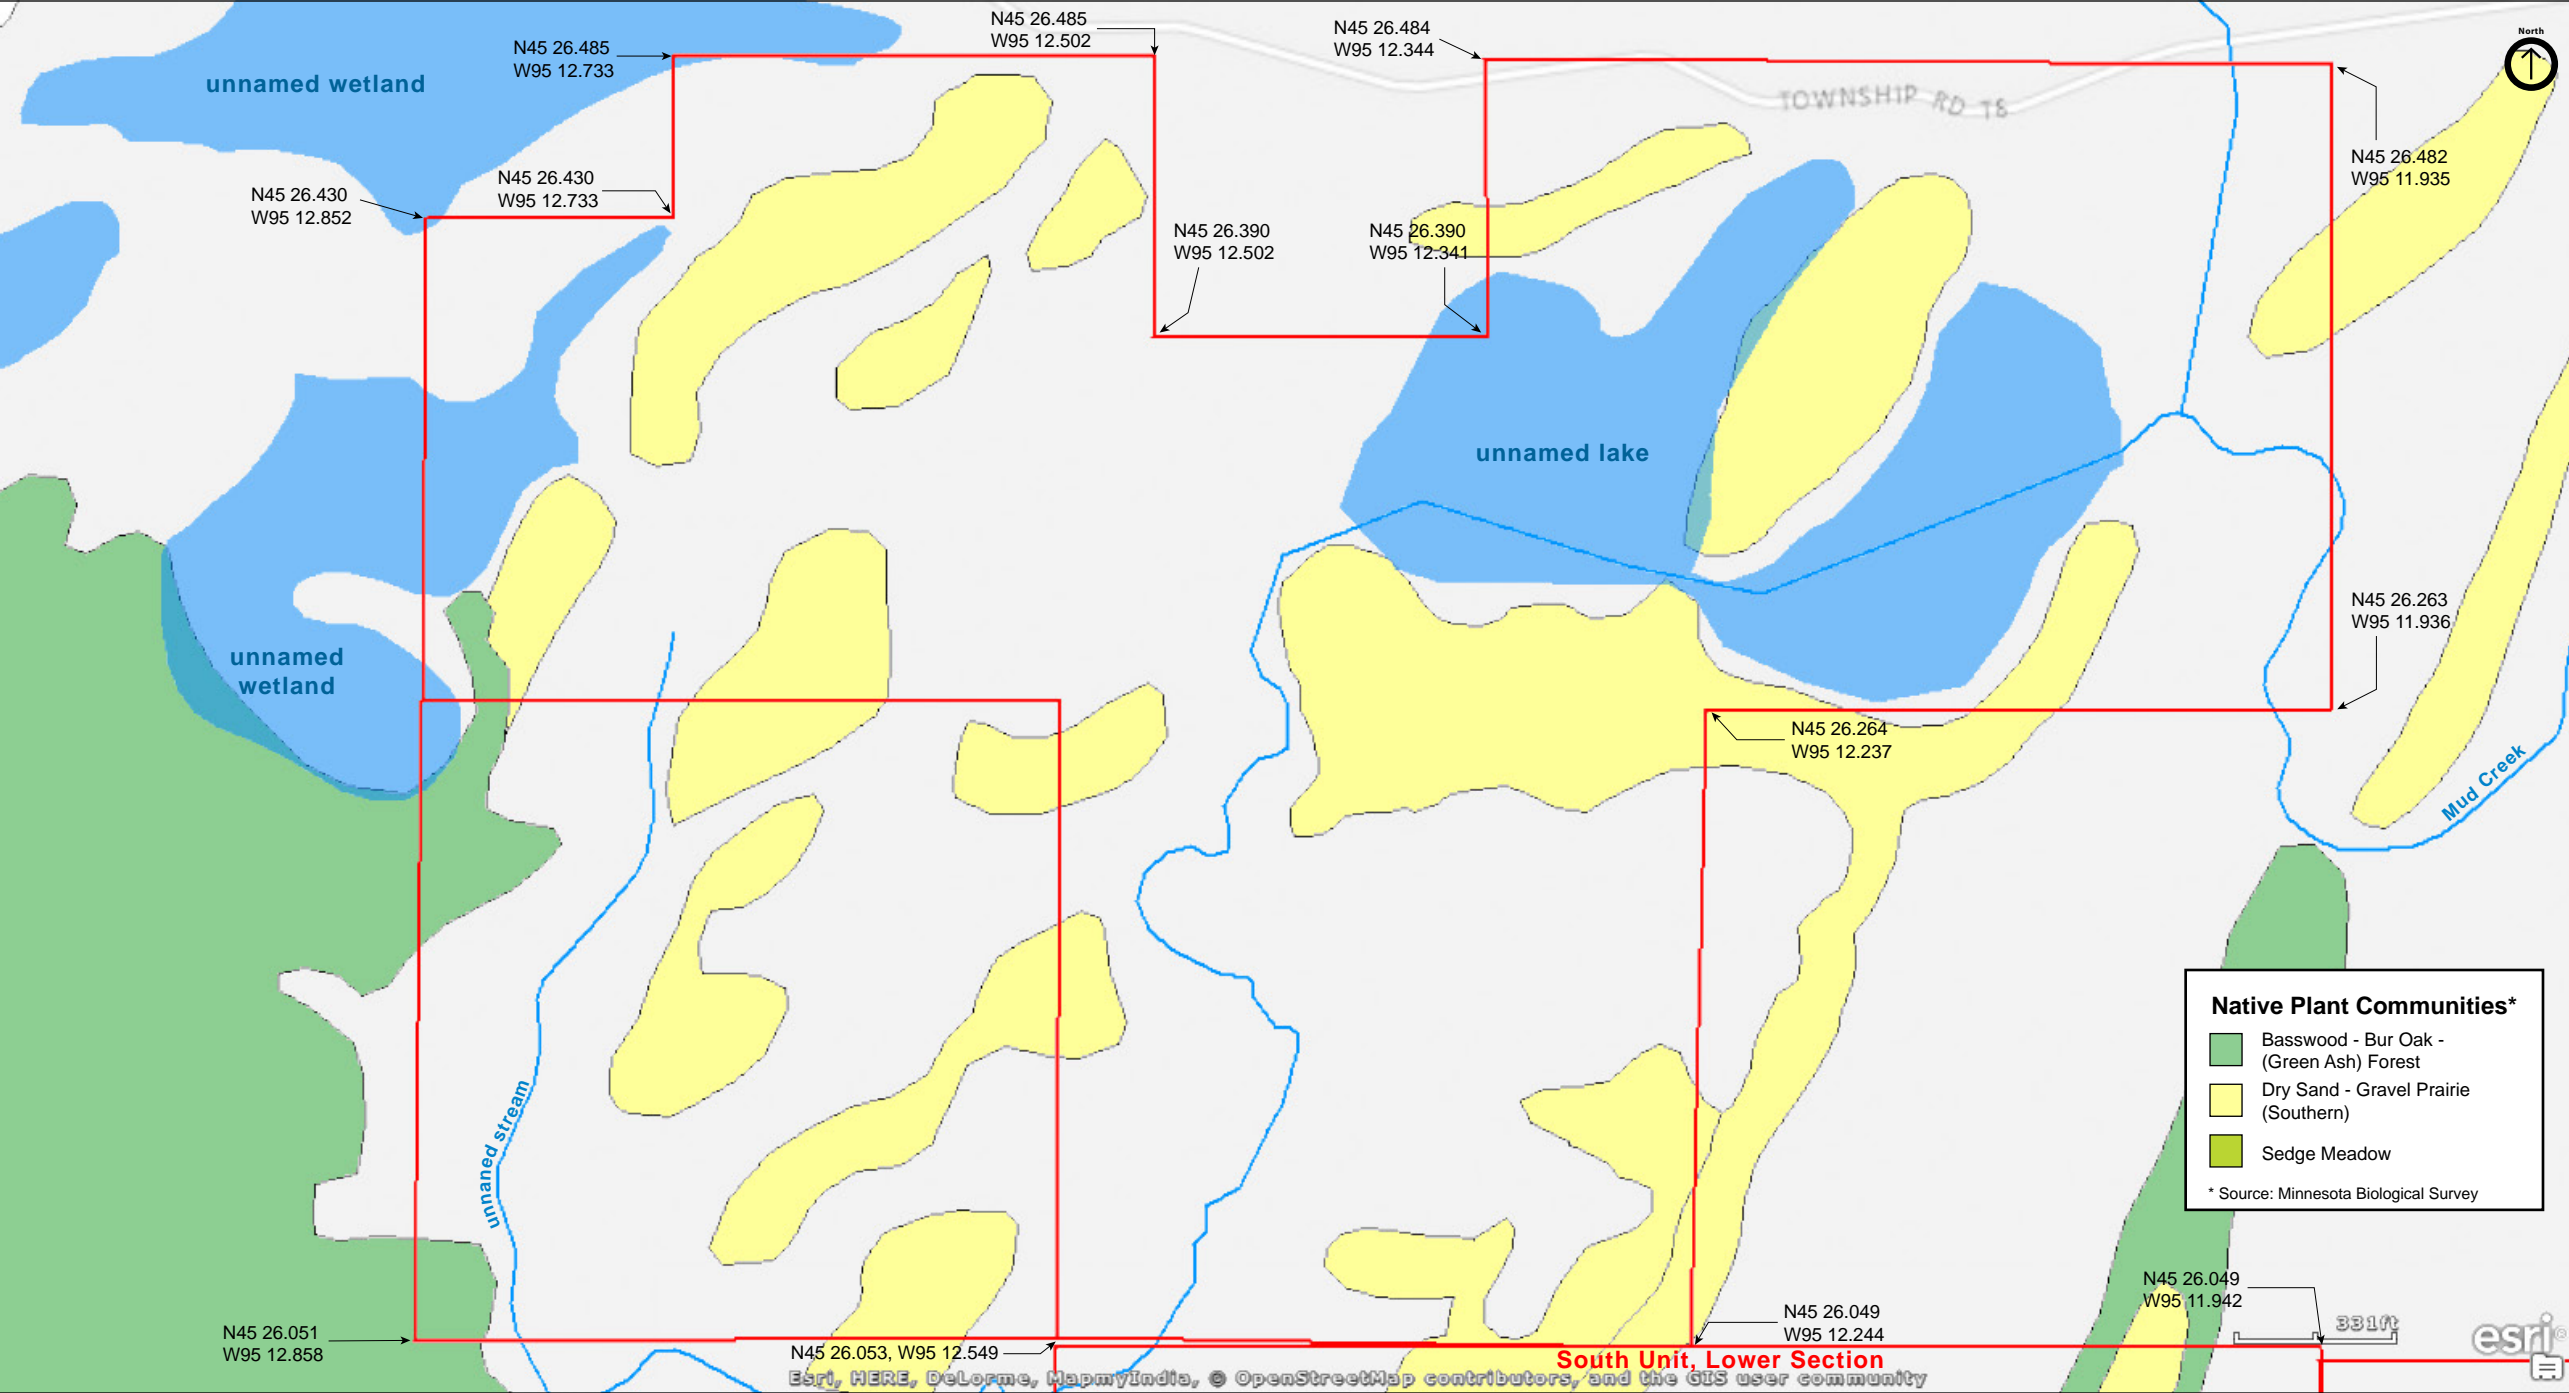 N45 26.485
W95 12.502
N45 26.484
W95 12.344
North
N45 26.485
W95 12.733
unnamed wetland
TOWNSHIP RD T8
N45 26.482
W95 11.935
N45 26.430
W95 12.733
N45 26.430
W95 12.852
N45 26.390
W95 12.502
N45 26.390
W95 12.341
unnamed lake
N45 26.263
W95 11.936
unnamed
wetland
N45 26.264
W95 12.237
Mud Creek
Native Plant Communities*
Basswood - Bur Oak -
(Green Ash) Forest
Dry Sand - Gravel Prairie
(Southern)
Sedge Meadow
* Source: Minnesota Biological Survey
unnaned stream
N45 26.049
W95 11.942
N45 26.051
W95 12.858
N45 26.053, W95 12.549
N45 26.049
W95 12.244
331ft
esri
South Unit, Lower Section
Esri, HERE, DeLorme, MapmyIndia, © OpenStreetMap contributors, and the GIS user community